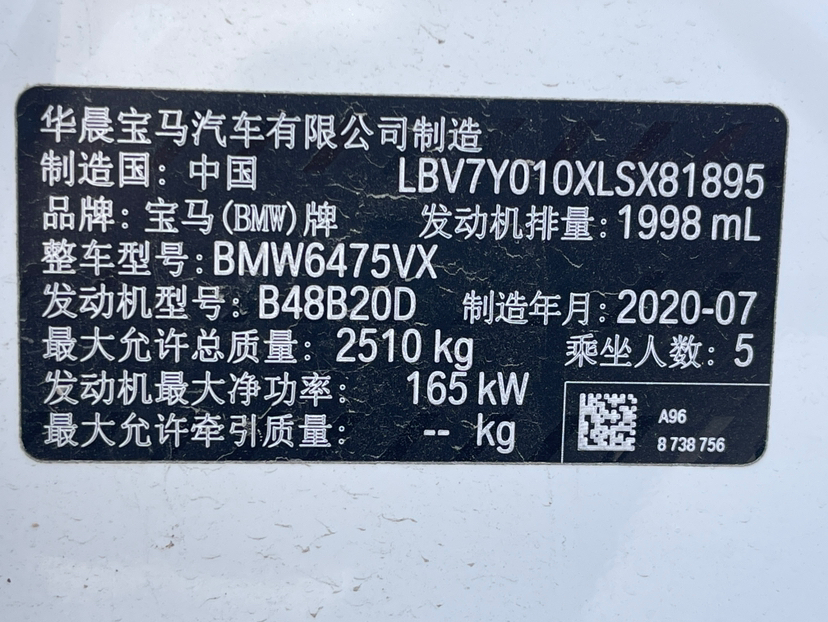 华晨宝马汽车有限公司制造
制造国：中国 LBV7Y010XLSX81895
品牌：宝马(BMW)牌 发动机排量：1998 mL
整车型号：BMW6475VX
发动机型号：B48B20D 制造年月：2020-07
最大允许总质量：2510 kg 乘坐人数：5
发动机最大净功率：165 kW
最大允许牵引质量：-- kg
A96
8 738 756